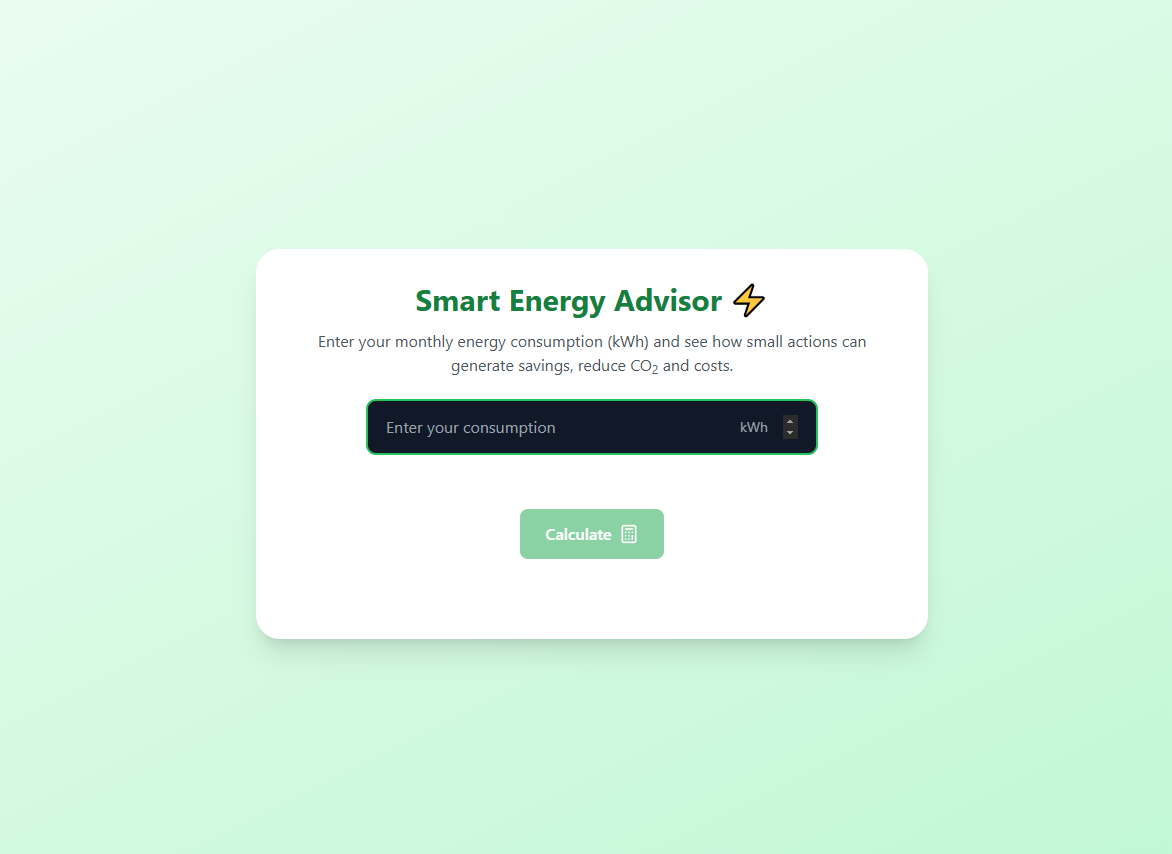 Smart Energy Advisor ⚡
Enter your monthly energy consumption (kWh) and see how small actions can
generate savings, reduce CO₂ and costs.
Enter your consumption kWh
Calculate